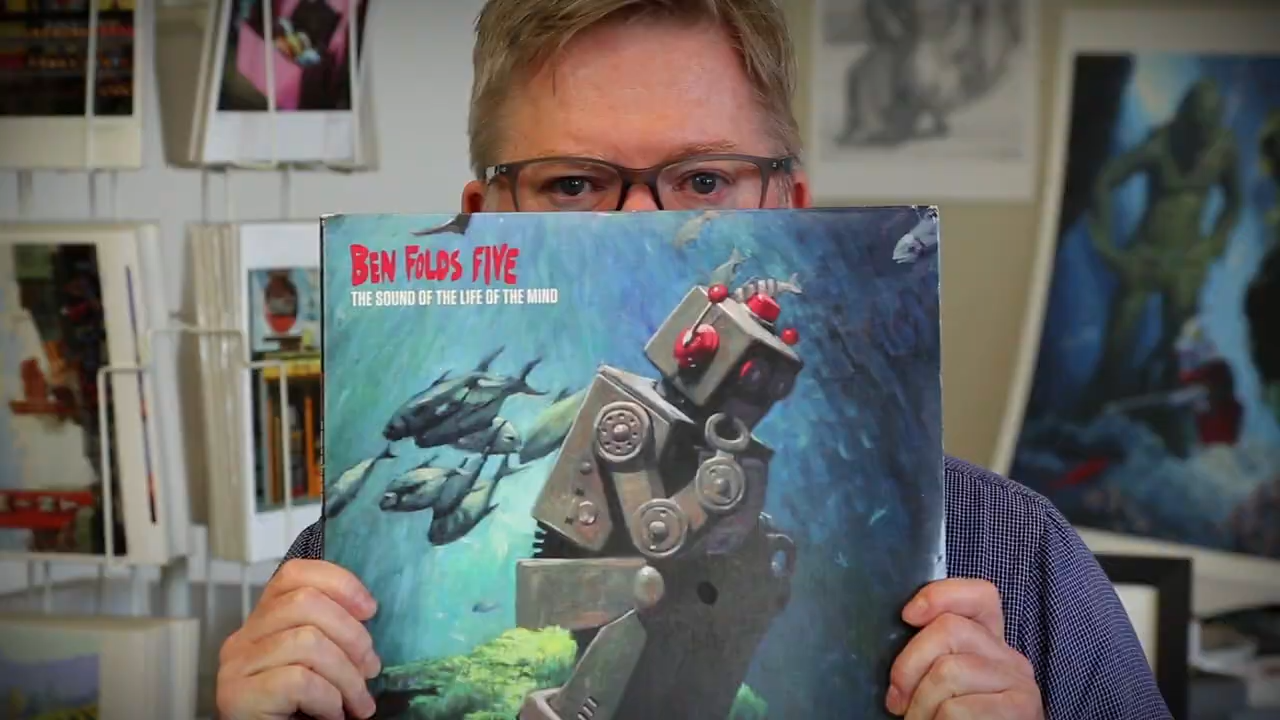 BEN FOLDS FIVE
THE SOUND OF THE LIFE OF THE MIND